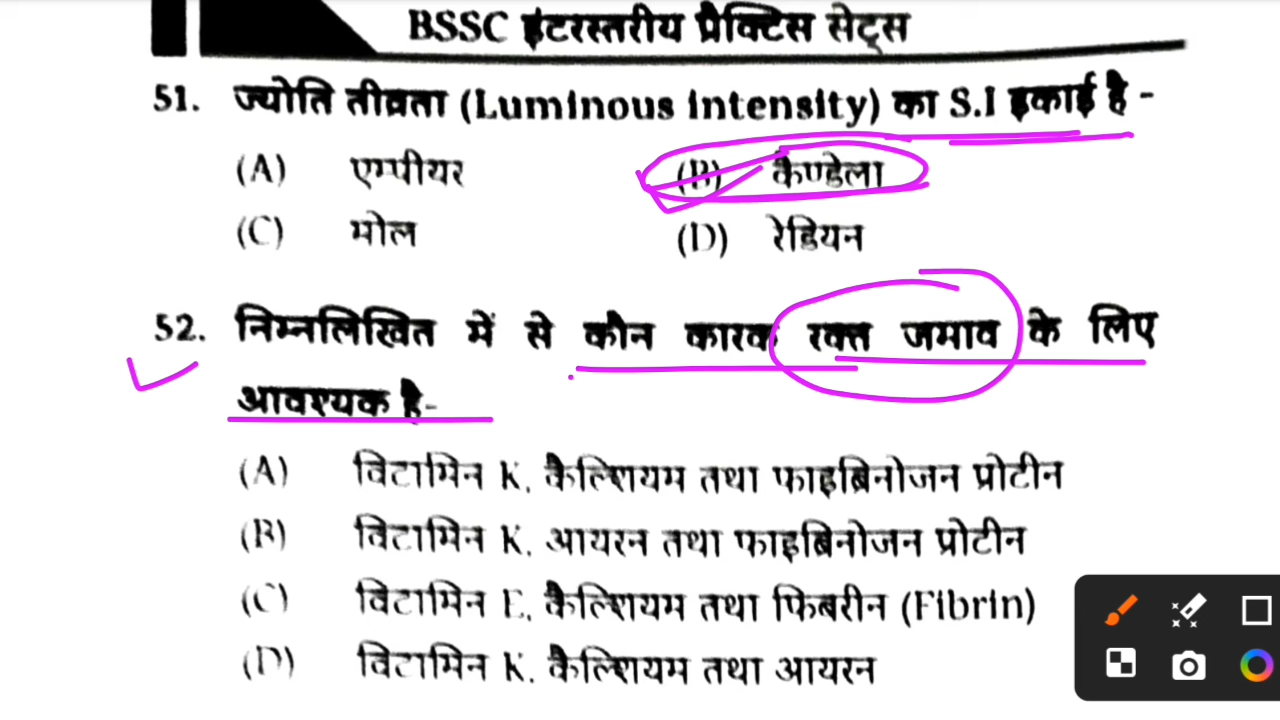 BSSC इंटरस्तरीय प्रैक्टिस सेट्स
51. ज्योति तीव्रता (Luminous intensity) का S.I इकाई है -
(A) एम्पीयर (B) कैण्डेला
(C) मोल (D) रेडियन
52. निम्नलिखित में से कौन कारक रक्त जमाव के लिए
आवश्यक है-
(A) विटामिन K, कैल्शियम तथा फाइब्रिनोजन प्रोटीन
(B) विटामिन K, आयरन तथा फाइब्रिनोजन प्रोटीन
(C) विटामिन E, कैल्शियम तथा फिबरीन (Fibrin)
(D) विटामिन K, कैल्शियम तथा आयरन